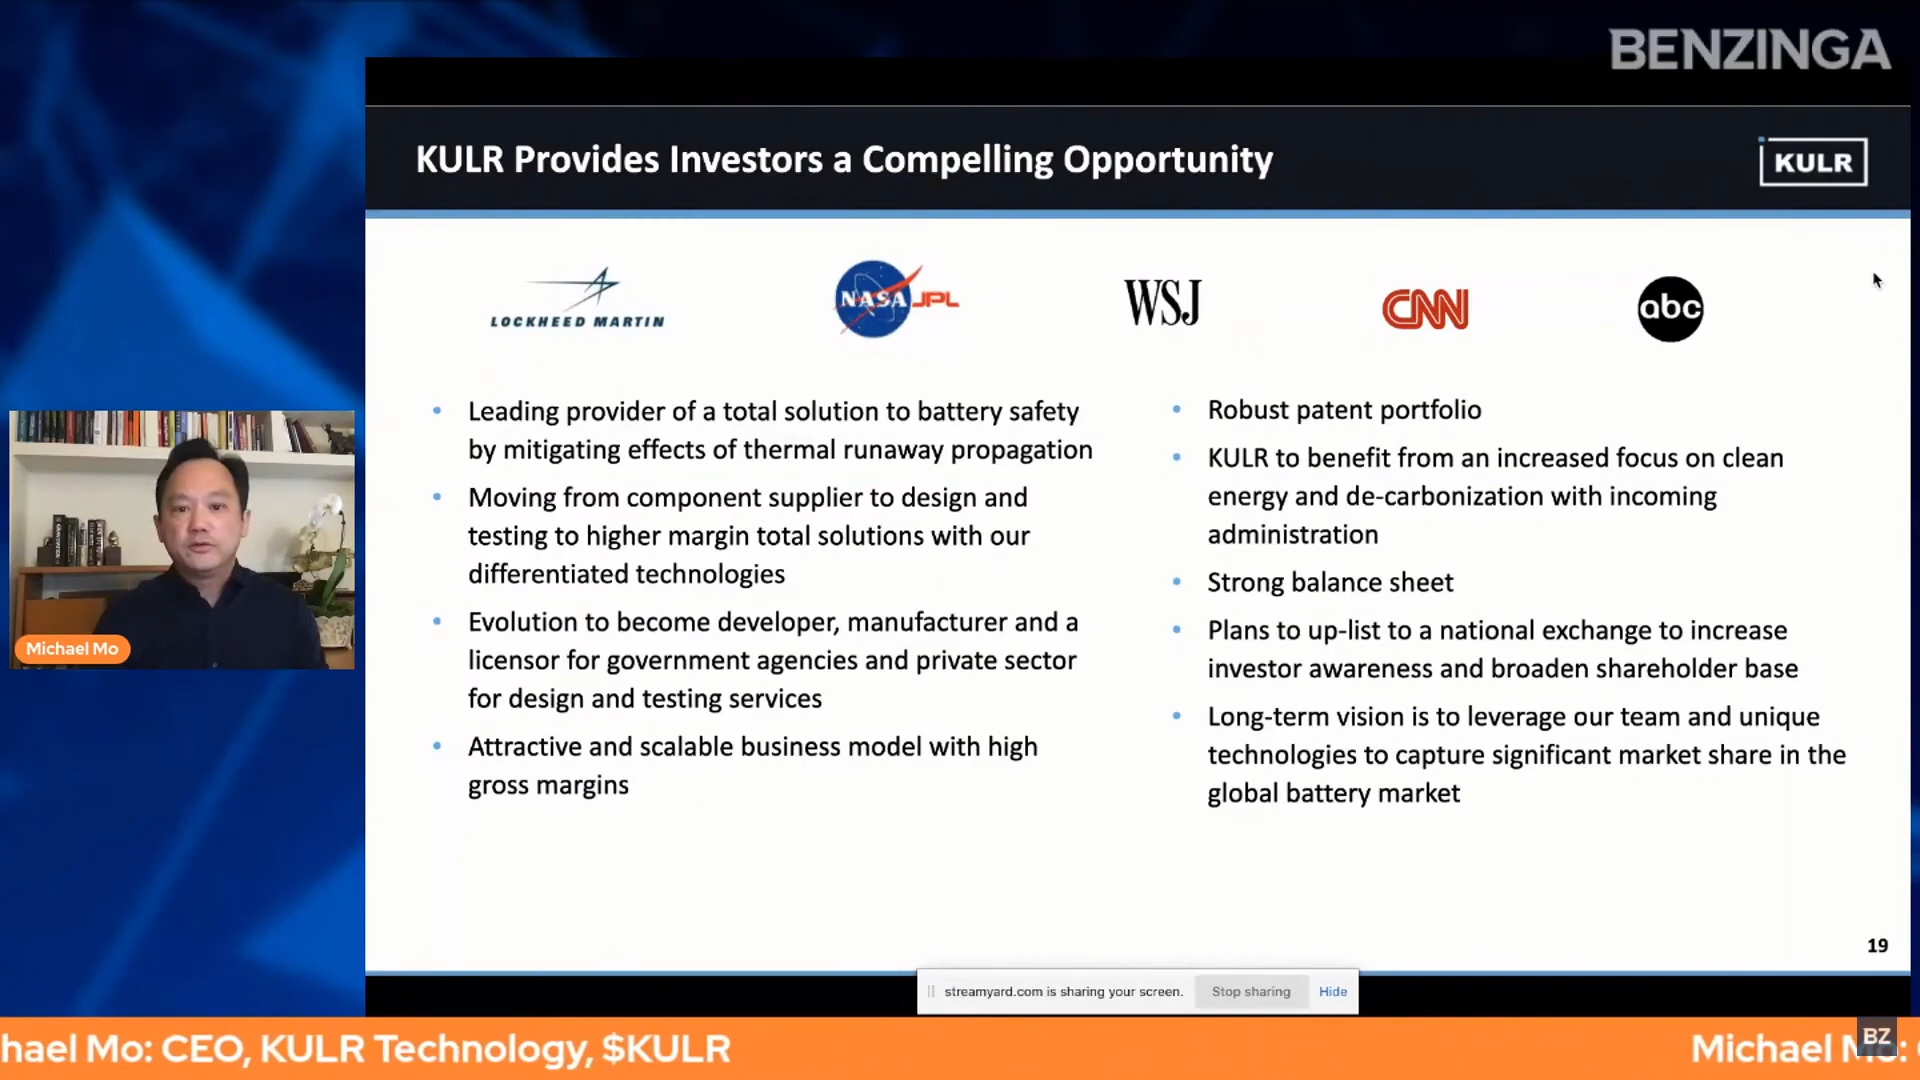 BENZINGA
KULR Provides Investors a Compelling Opportunity
KULR
LOCKHEED MARTIN
NASA JPL
WSJ
CNN
abc
• Leading provider of a total solution to battery safety
by mitigating effects of thermal runaway propagation
• Moving from component supplier to design and
testing to higher margin total solutions with our
differentiated technologies
• Evolution to become developer, manufacturer and a
licensor for government agencies and private sector
for design and testing services
• Attractive and scalable business model with high
gross margins
• Robust patent portfolio
• KULR to benefit from an increased focus on clean
energy and de-carbonization with incoming
administration
• Strong balance sheet
• Plans to up-list to a national exchange to increase
investor awareness and broaden shareholder base
• Long-term vision is to leverage our team and unique
technologies to capture significant market share in the
global battery market
19
Michael Mo
streamyard.com is sharing your screen. Stop sharing Hide
hael Mo: CEO, KULR Technology, $KULR
Michael Mo:
BZ